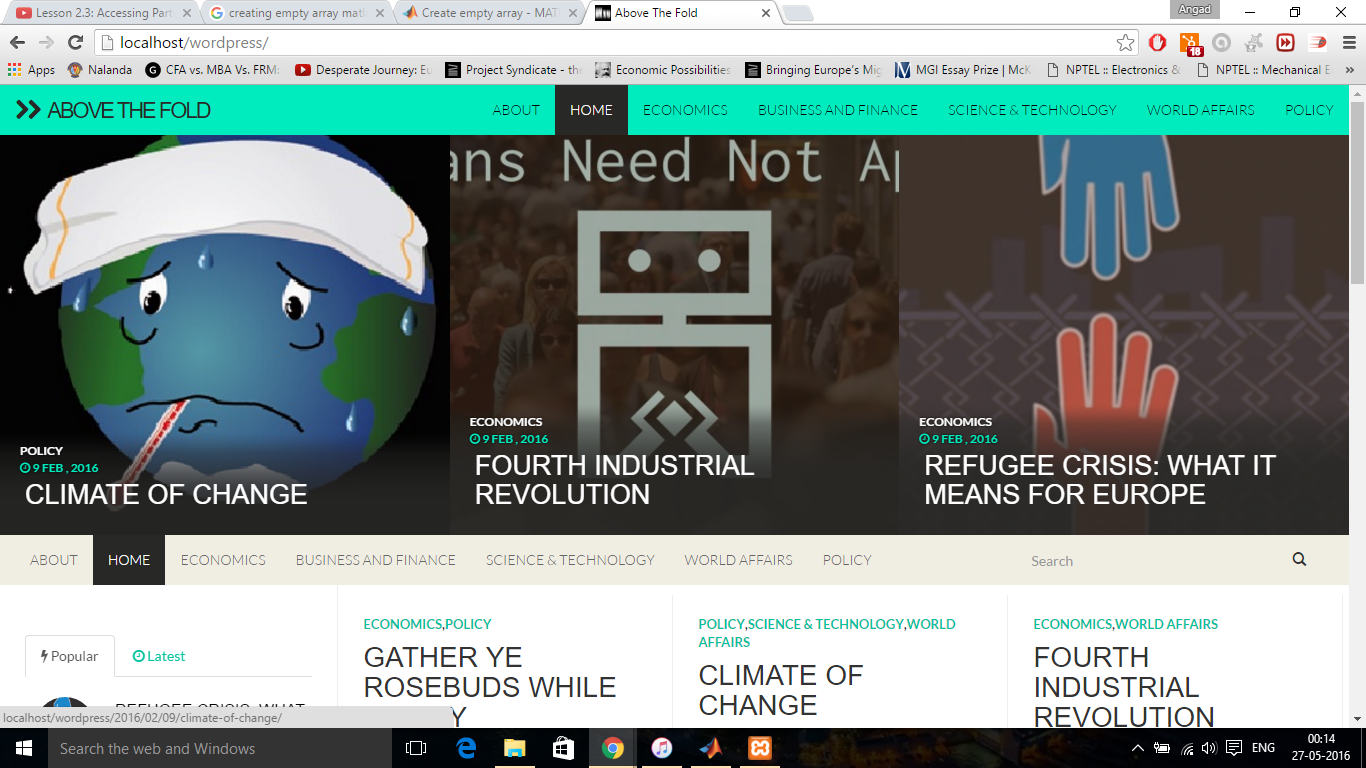 Lesson 2.3: Accessing Part
creating empty array matl
Create empty array - MAT
Above The Fold
Angad
localhost/wordpress/
18
Apps
Nalanda
CFA vs. MBA Vs. FRM:
Desperate Journey: Eu
Project Syndicate - the
Economic Possibilities
Bringing Europe's Mig
MGI Essay Prize | McK
NPTEL :: Electronics &
NPTEL :: Mechanical E
»
ABOVE THE FOLD
ABOUT HOME ECONOMICS BUSINESS AND FINANCE SCIENCE & TECHNOLOGY WORLD AFFAIRS POLICY
ans Need Not Ap
POLICY
9 FEB , 2016
CLIMATE OF CHANGE
ECONOMICS
9 FEB , 2016
FOURTH INDUSTRIAL
REVOLUTION
ECONOMICS
9 FEB , 2016
REFUGEE CRISIS: WHAT IT
MEANS FOR EUROPE
ABOUT HOME ECONOMICS BUSINESS AND FINANCE SCIENCE & TECHNOLOGY WORLD AFFAIRS POLICY Search
Popular Latest
REFUGEE CRISIS: WHAT
ECONOMICS,POLICY
GATHER YE
ROSEBUDS WHILE
POLICY,SCIENCE & TECHNOLOGY,WORLD
AFFAIRS
CLIMATE OF
CHANGE
ECONOMICS,WORLD AFFAIRS
FOURTH
INDUSTRIAL
REVOLUTION
localhost/wordpress/2016/02/09/climate-of-change/
Search the web and Windows
ENG
00:14
27-05-2016